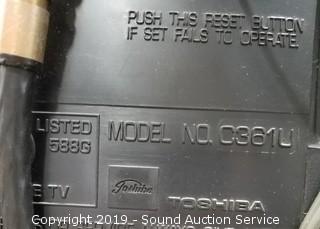 PUSH THIS RESET BUTTON
IF SET FAILS TO OPERATE.
LISTED
588G
MODEL NO. C361U
Toshiba
TOSHIBA
E TV
Copyright 2019 - Sound Auction Service